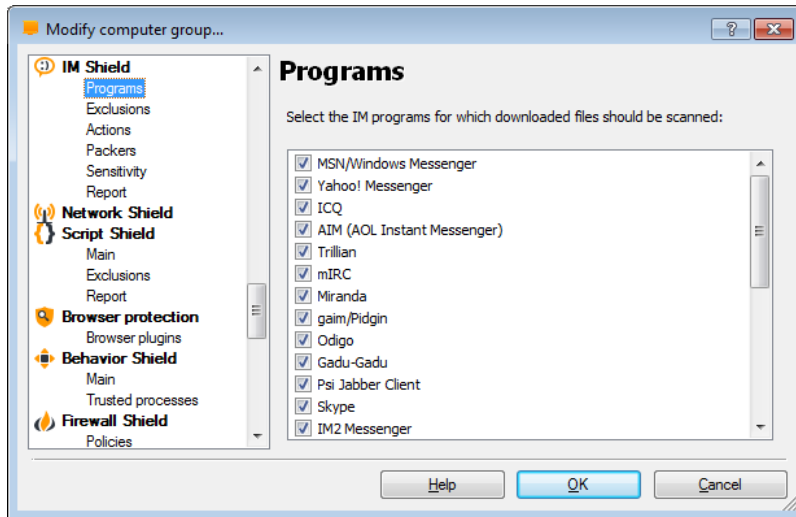 Modify computer group...
IM Shield
Programs
Exclusions
Actions
Packers
Sensitivity
Report
Network Shield
Script Shield
Main
Exclusions
Report
Browser protection
Browser plugins
Behavior Shield
Main
Trusted processes
Firewall Shield
Policies
Programs
Select the IM programs for which downloaded files should be scanned:
MSN/Windows Messenger
Yahoo! Messenger
ICQ
AIM (AOL Instant Messenger)
Trillian
mIRC
Miranda
gaim/Pidgin
Odigo
Gadu-Gadu
Psi Jabber Client
Skype
IM2 Messenger
Help
OK
Cancel